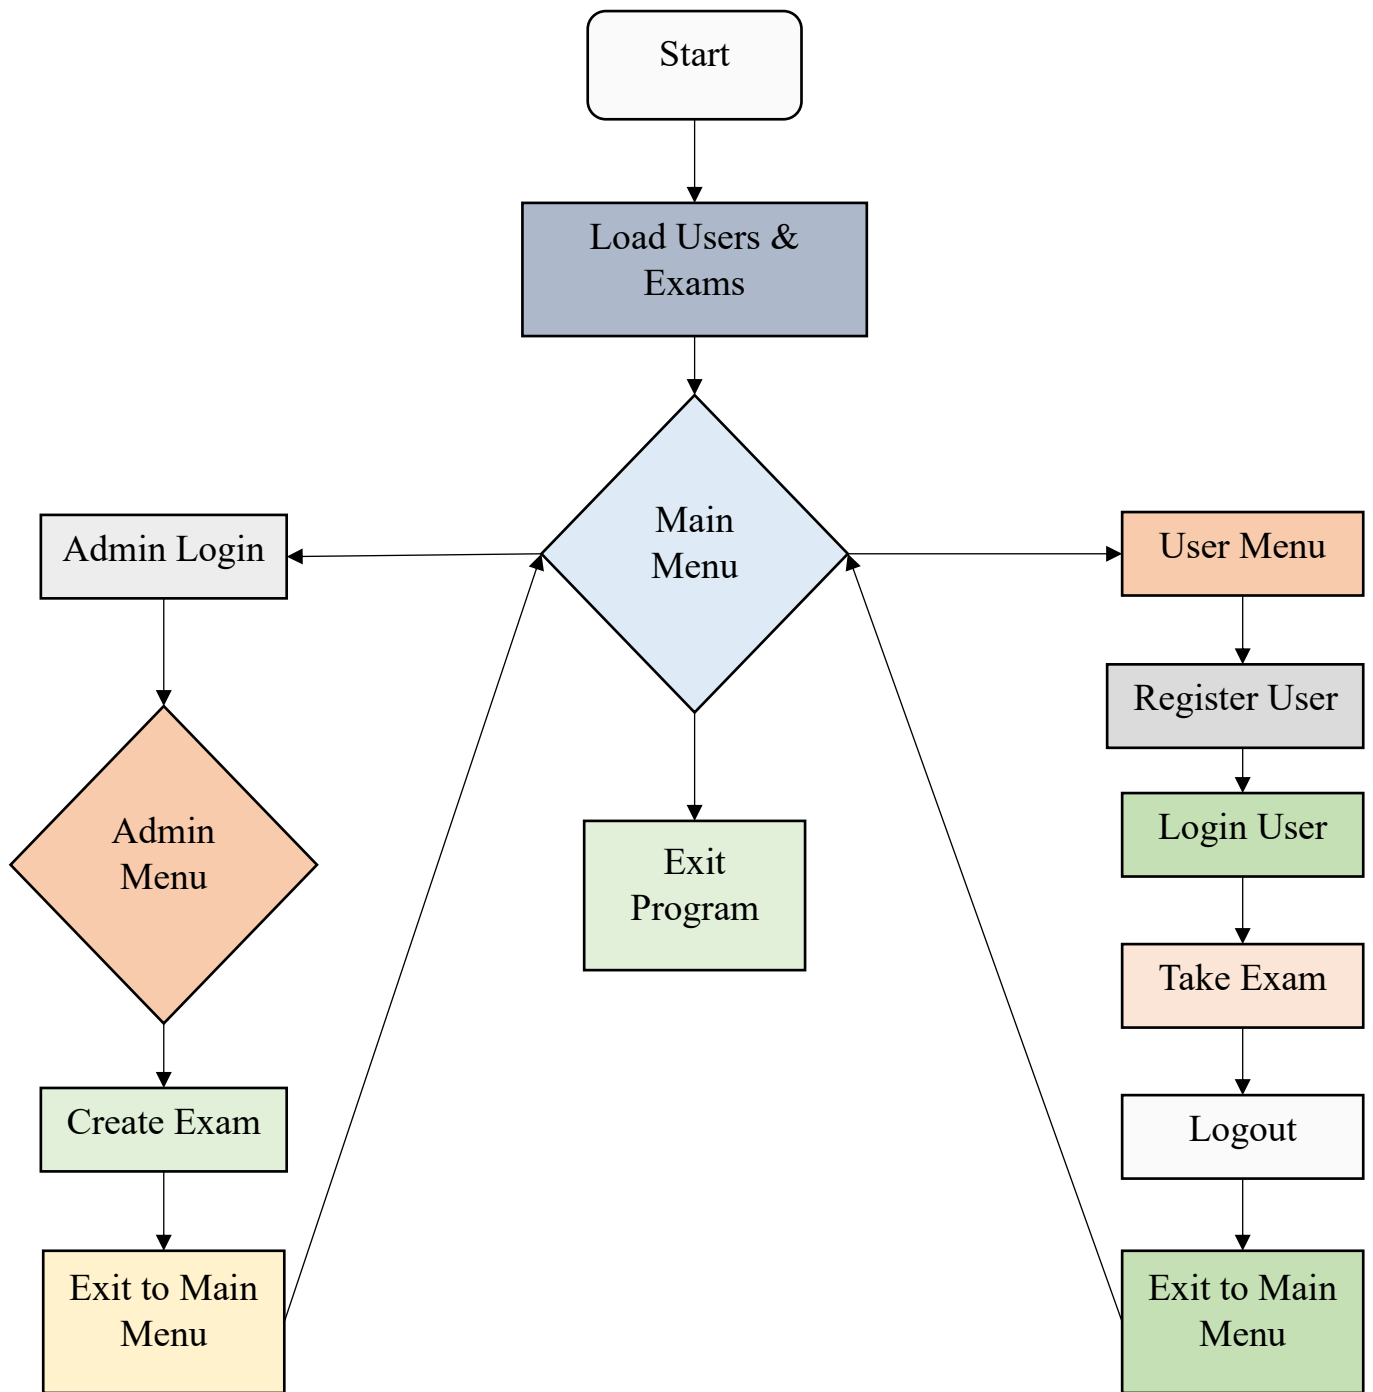 Start
Load Users &
Exams
Main
Menu
Admin Login
User Menu
Register User
Admin
Menu
Login User
Exit
Program
Take Exam
Create Exam
Logout
Exit to Main
Menu
Exit to Main
Menu